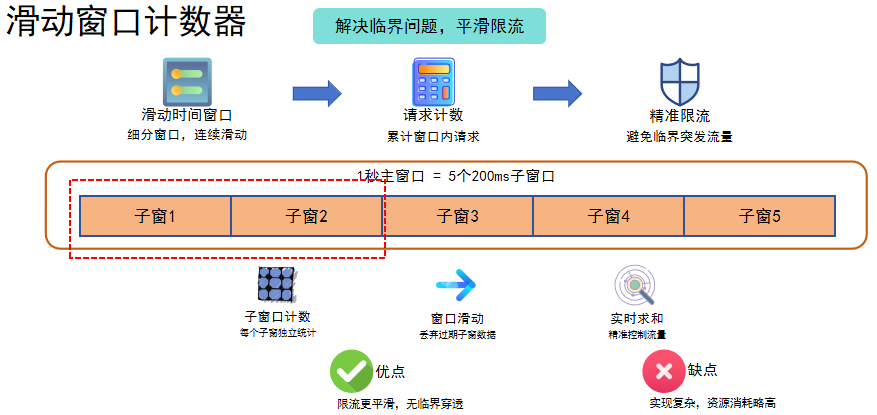 滑动窗口计数器
解决临界问题，平滑限流
滑动时间窗口
细分窗口，连续滑动
请求计数
累计窗口内请求
精准限流
避免临界突发流量
1秒主窗口 = 5个200ms子窗口
子窗1
子窗2
子窗3
子窗4
子窗5
子窗口计数
每个子窗独立统计
窗口滑动
丢弃过期子窗数据
实时求和
精准控制流量
优点
限流更平滑，无临界穿透
缺点
实现复杂，资源消耗略高